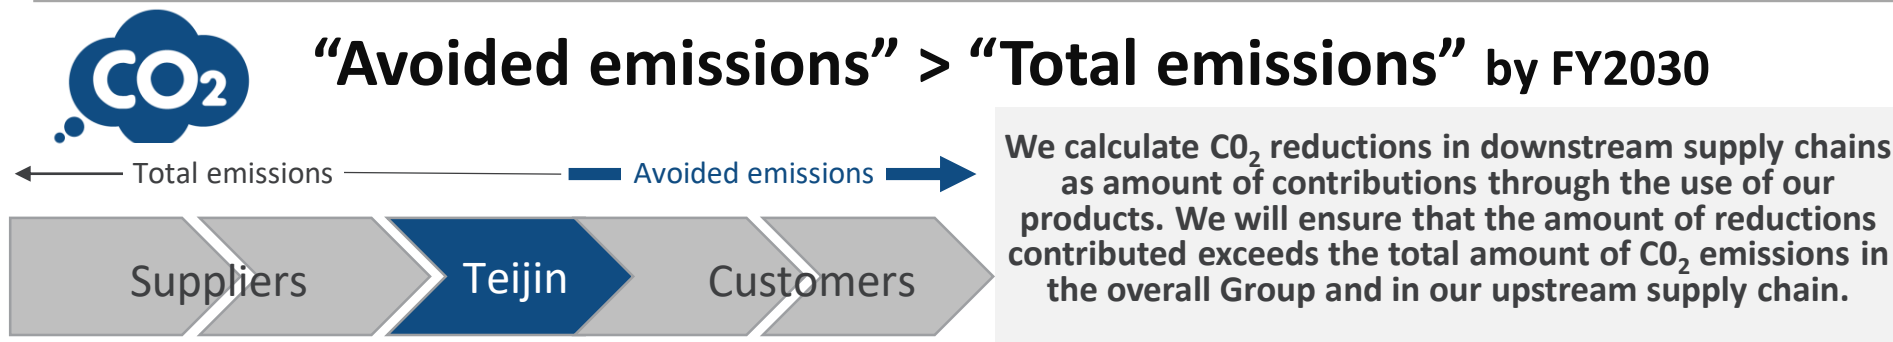 CO2
“Avoided emissions” > “Total emissions” by FY2030
Total emissions
Avoided emissions
Suppliers
Teijin
Customers
We calculate C0₂ reductions in downstream supply chains
as amount of contributions through the use of our
products. We will ensure that the amount of reductions
contributed exceeds the total amount of C0₂ emissions in
the overall Group and in our upstream supply chain.